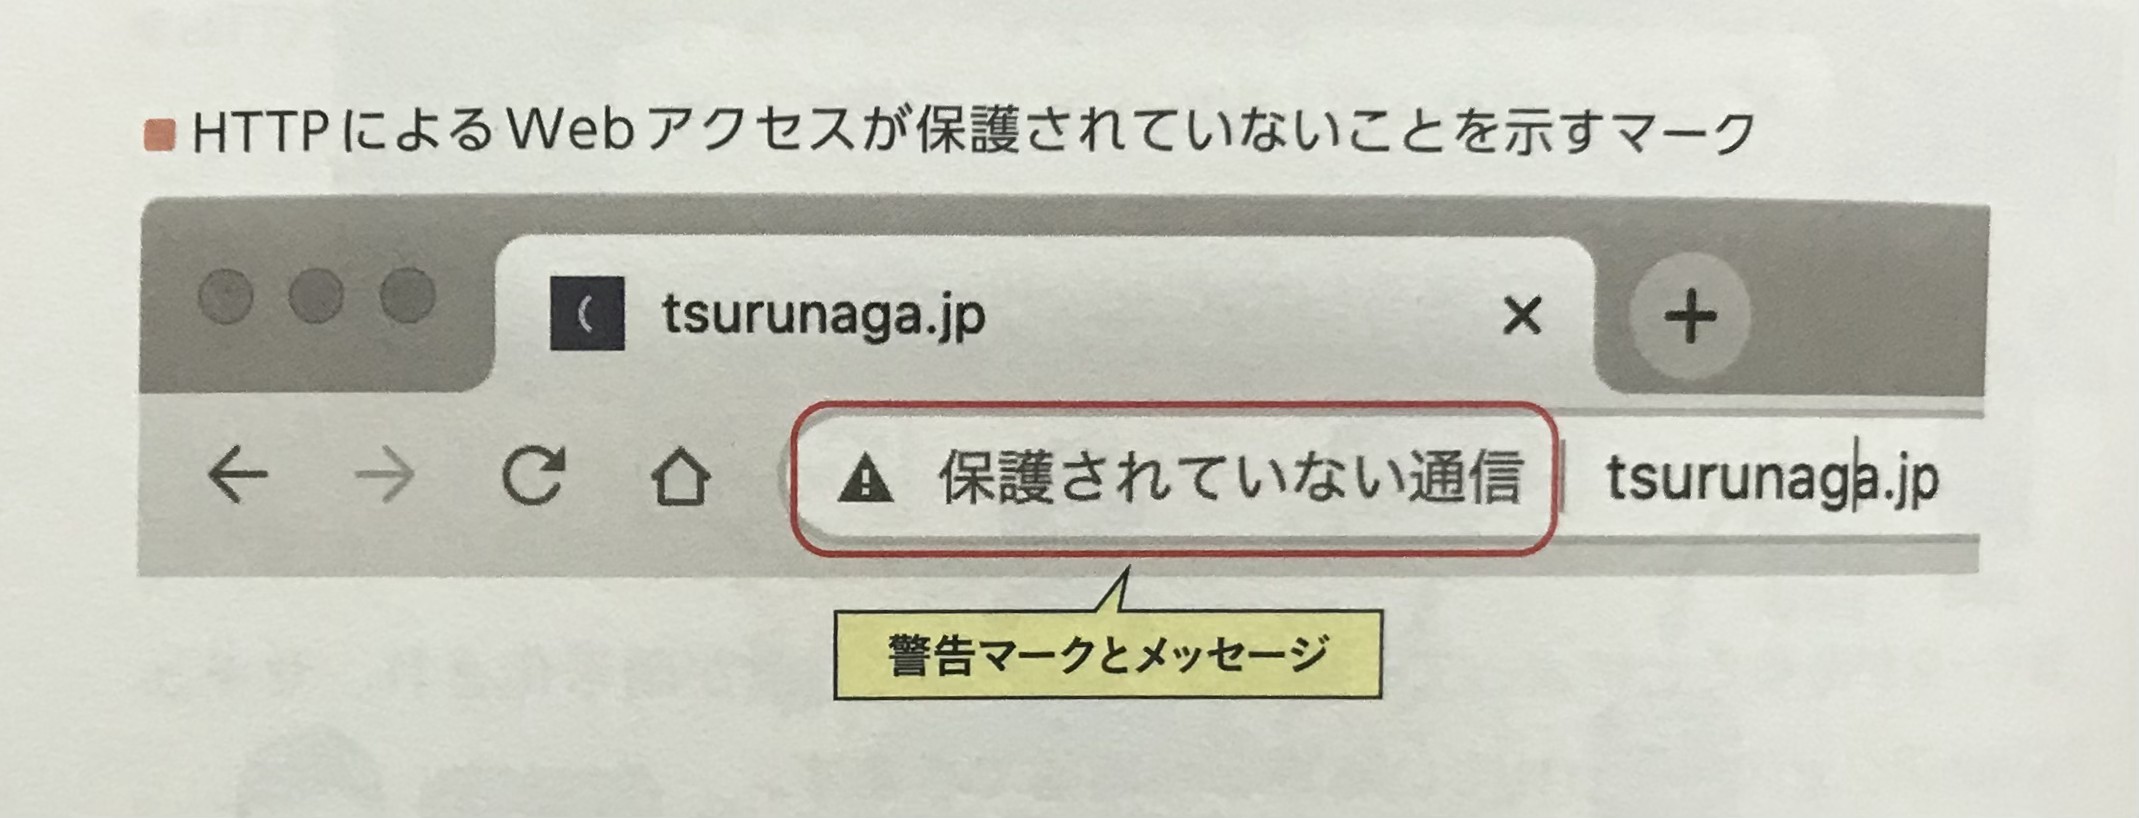 HTTPによるWebアクセスが保護されていないことを示すマーク
tsurunaga.jp
保護されていない通信 tsurunaga.jp
警告マークとメッセージ